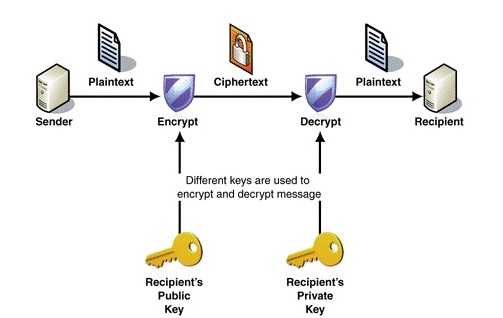 Plaintext
Ciphertext
Plaintext
Sender
Encrypt
Decrypt
Recipient
Different keys are used to
encrypt and decrypt message
Recipient's
Public
Key
Recipient's
Private
Key